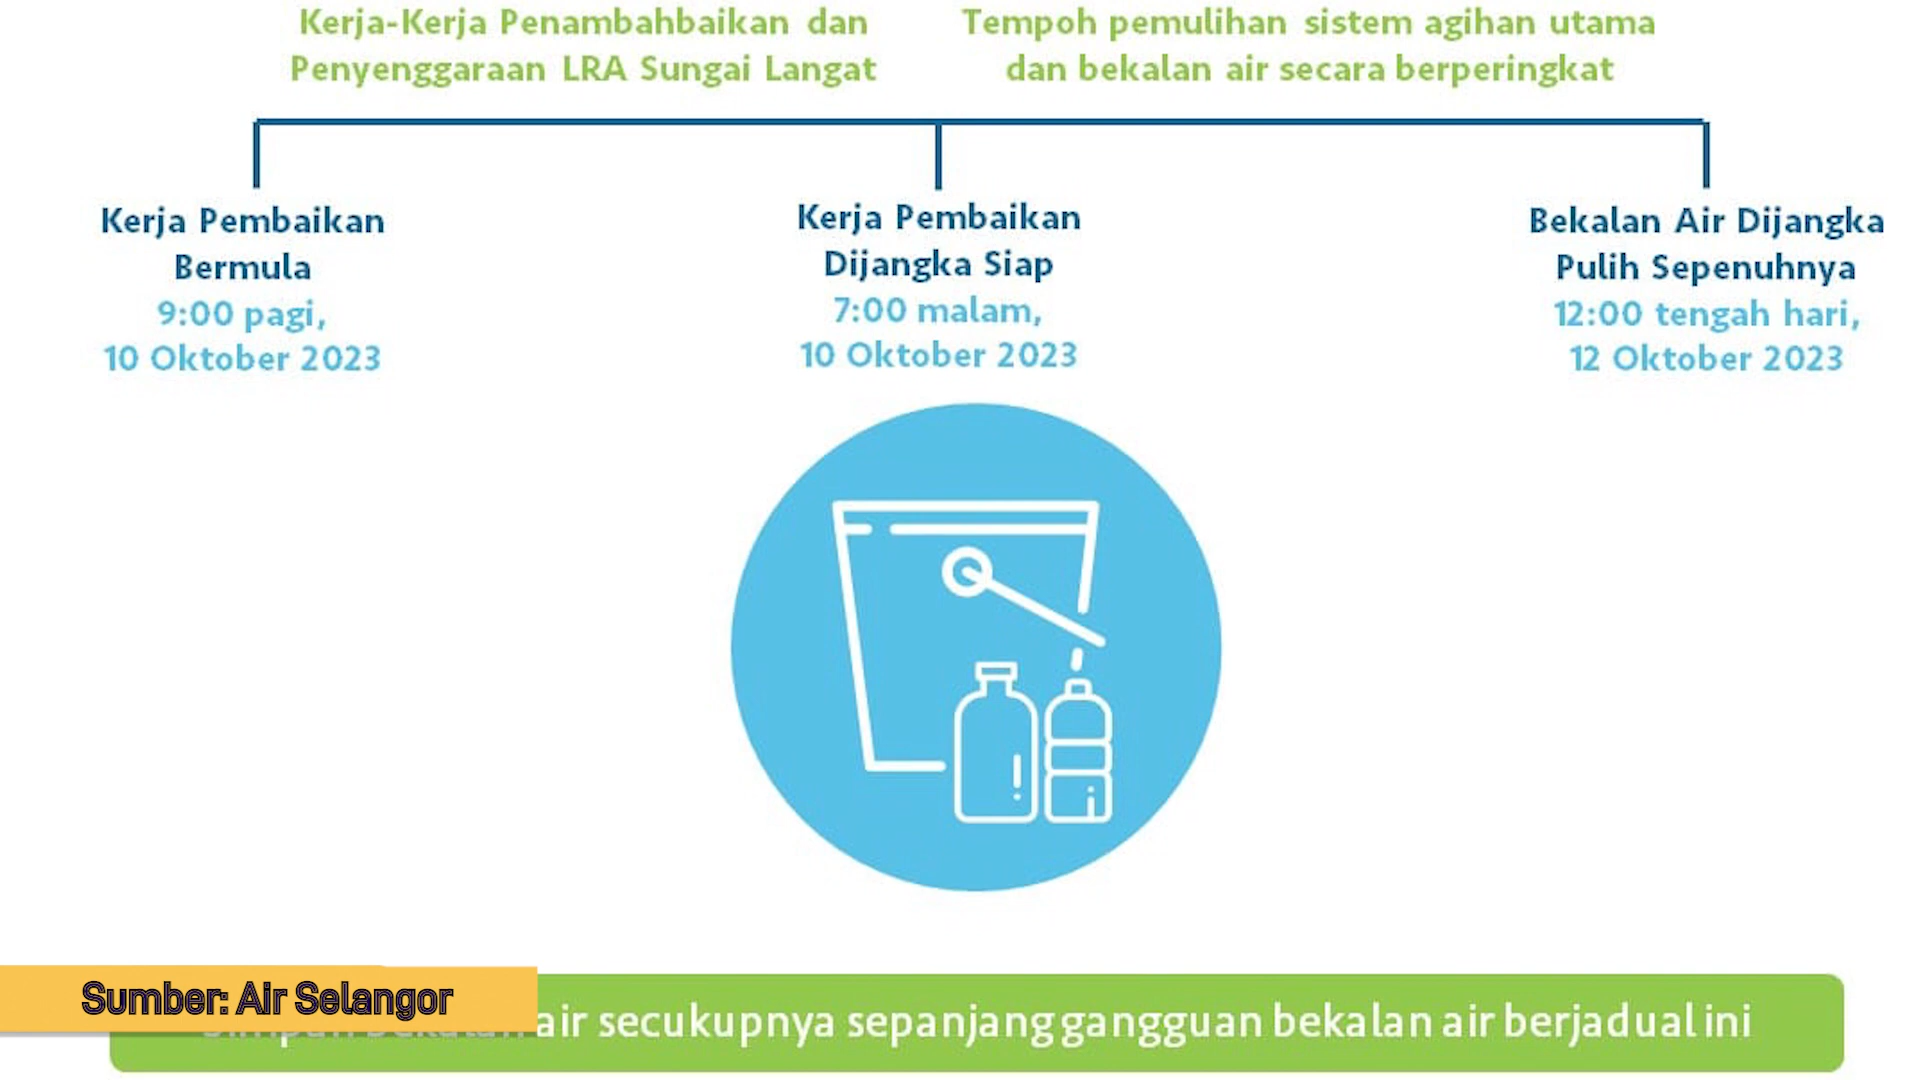 Kerja-Kerja Penambahbaikan dan
Penyenggaraan LRA Sungai Langat
Tempoh pemulihan sistem agihan utama
dan bekalan air secara berperingkat
Kerja Pembaikan
Bermula
9:00 pagi,
10 Oktober 2023
Kerja Pembaikan
Dijangka Siap
7:00 malam,
10 Oktober 2023
Bekalan Air Dijangka
Pulih Sepenuhnya
12:00 tengah hari,
12 Oktober 2023
Sumber: Air Selangor
air secukupnya sepanjang gangguan bekalan air berjadual ini